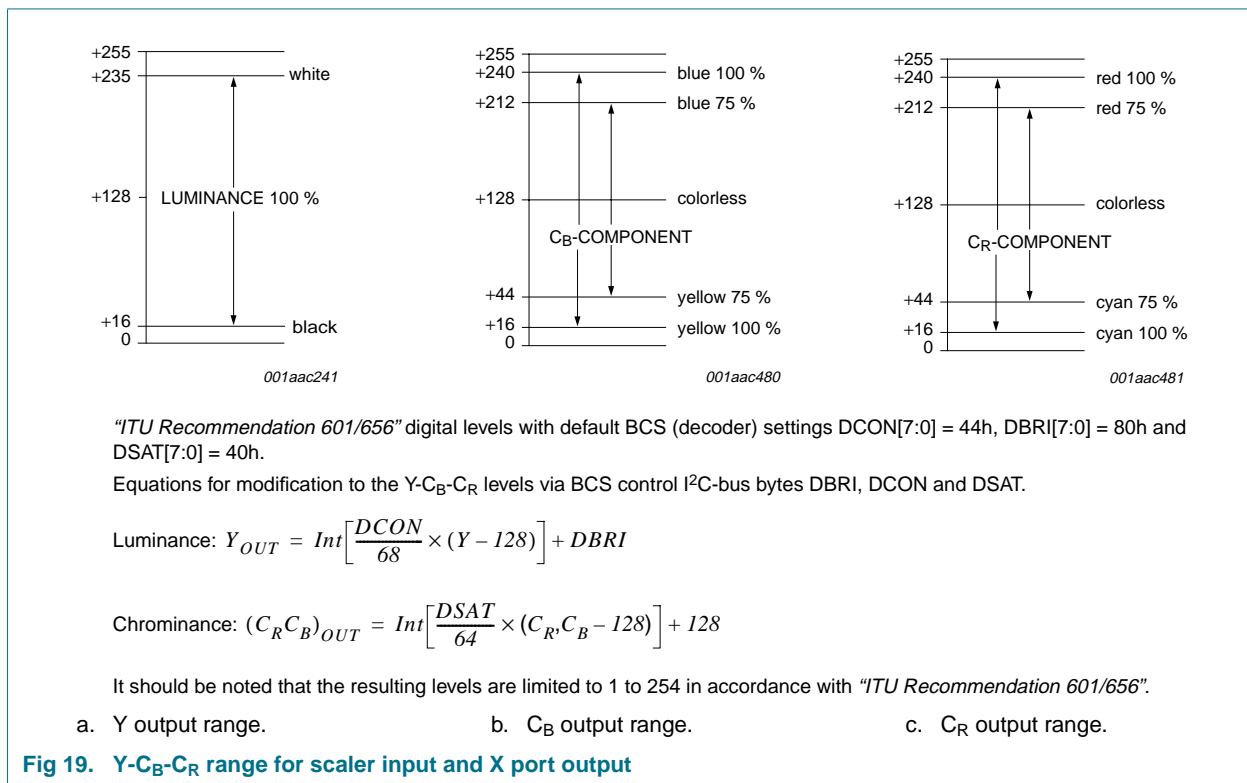 +255
+235
white
+128
LUMINANCE 100 %
+16
black
0
001aac241
+255
+240
blue 100 %
+212
blue 75 %
+128
colorless
CB-COMPONENT
+44
yellow 75 %
+16
yellow 100 %
0
001aac480
+255
+240
red 100 %
+212
red 75 %
+128
colorless
CR-COMPONENT
+44
cyan 75 %
+16
cyan 100 %
0
001aac481
“ITU Recommendation 601/656” digital levels with default BCS (decoder) settings DCON[7:0] = 44h, DBRI[7:0] = 80h and
DSAT[7:0] = 40h.
Equations for modification to the Y-CB-CR levels via BCS control I²C-bus bytes DBRI, DCON and DSAT.
Luminance: YOUT = Int[DCON/68 × (Y – 128)] + DBRI
Chrominance: (CRCB)OUT = Int[DSAT/64 × (CR,CB – 128)] + 128
It should be noted that the resulting levels are limited to 1 to 254 in accordance with “ITU Recommendation 601/656”.
a. Y output range.
b. CB output range.
c. CR output range.
Fig 19. Y-CB-CR range for scaler input and X port output